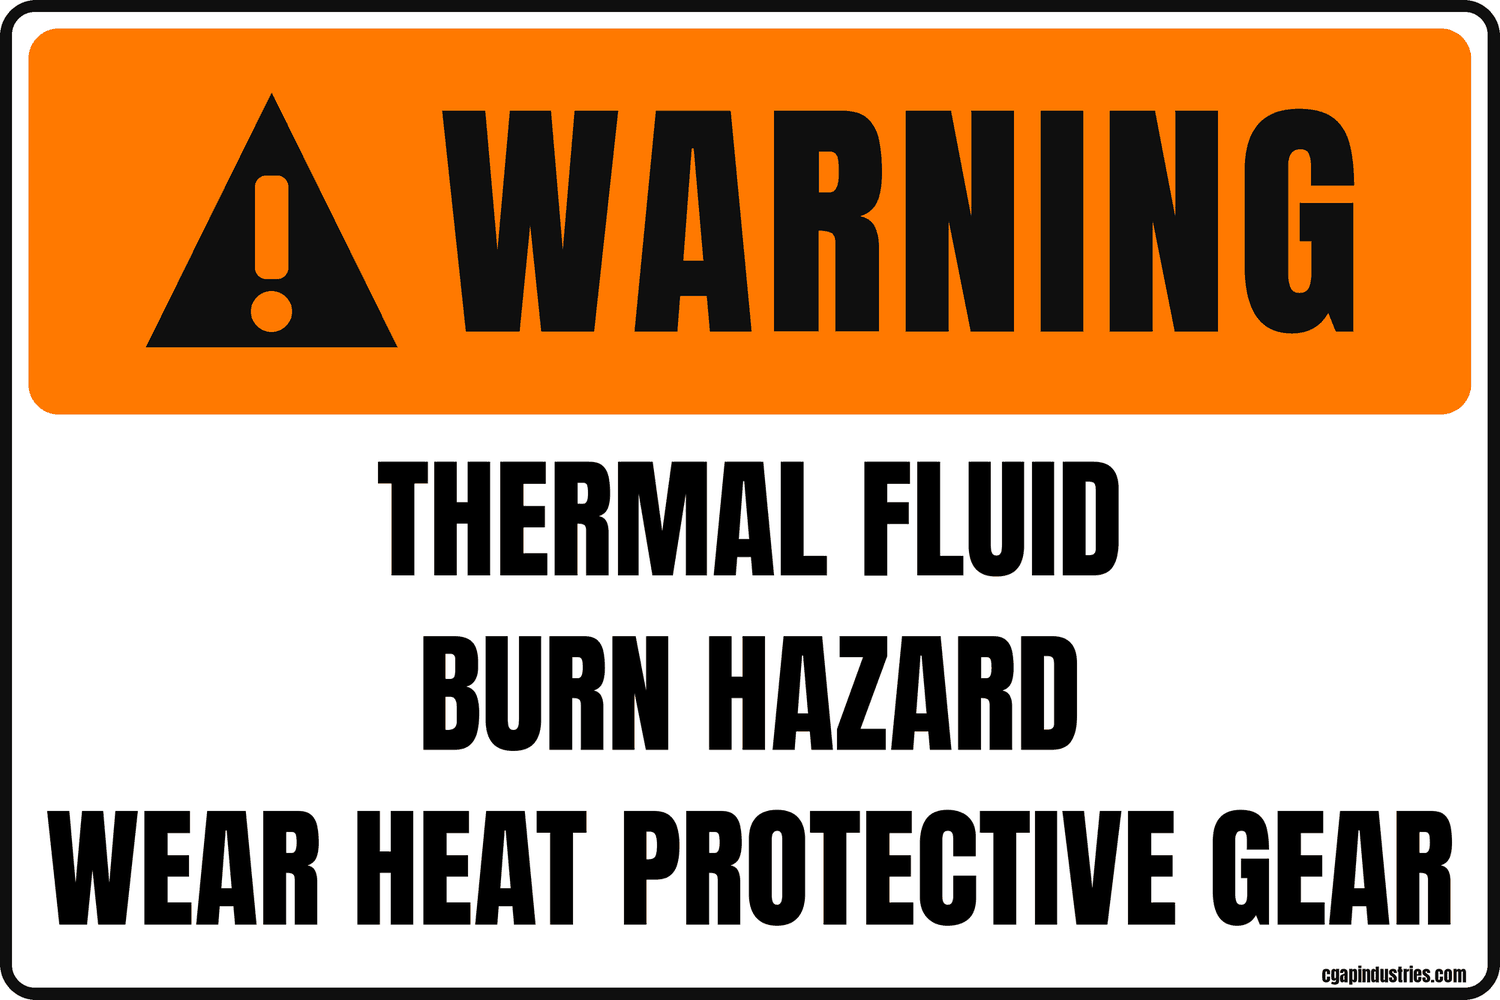 WARNING
THERMAL FLUID
BURN HAZARD
WEAR HEAT PROTECTIVE GEAR
cgapindustries.com